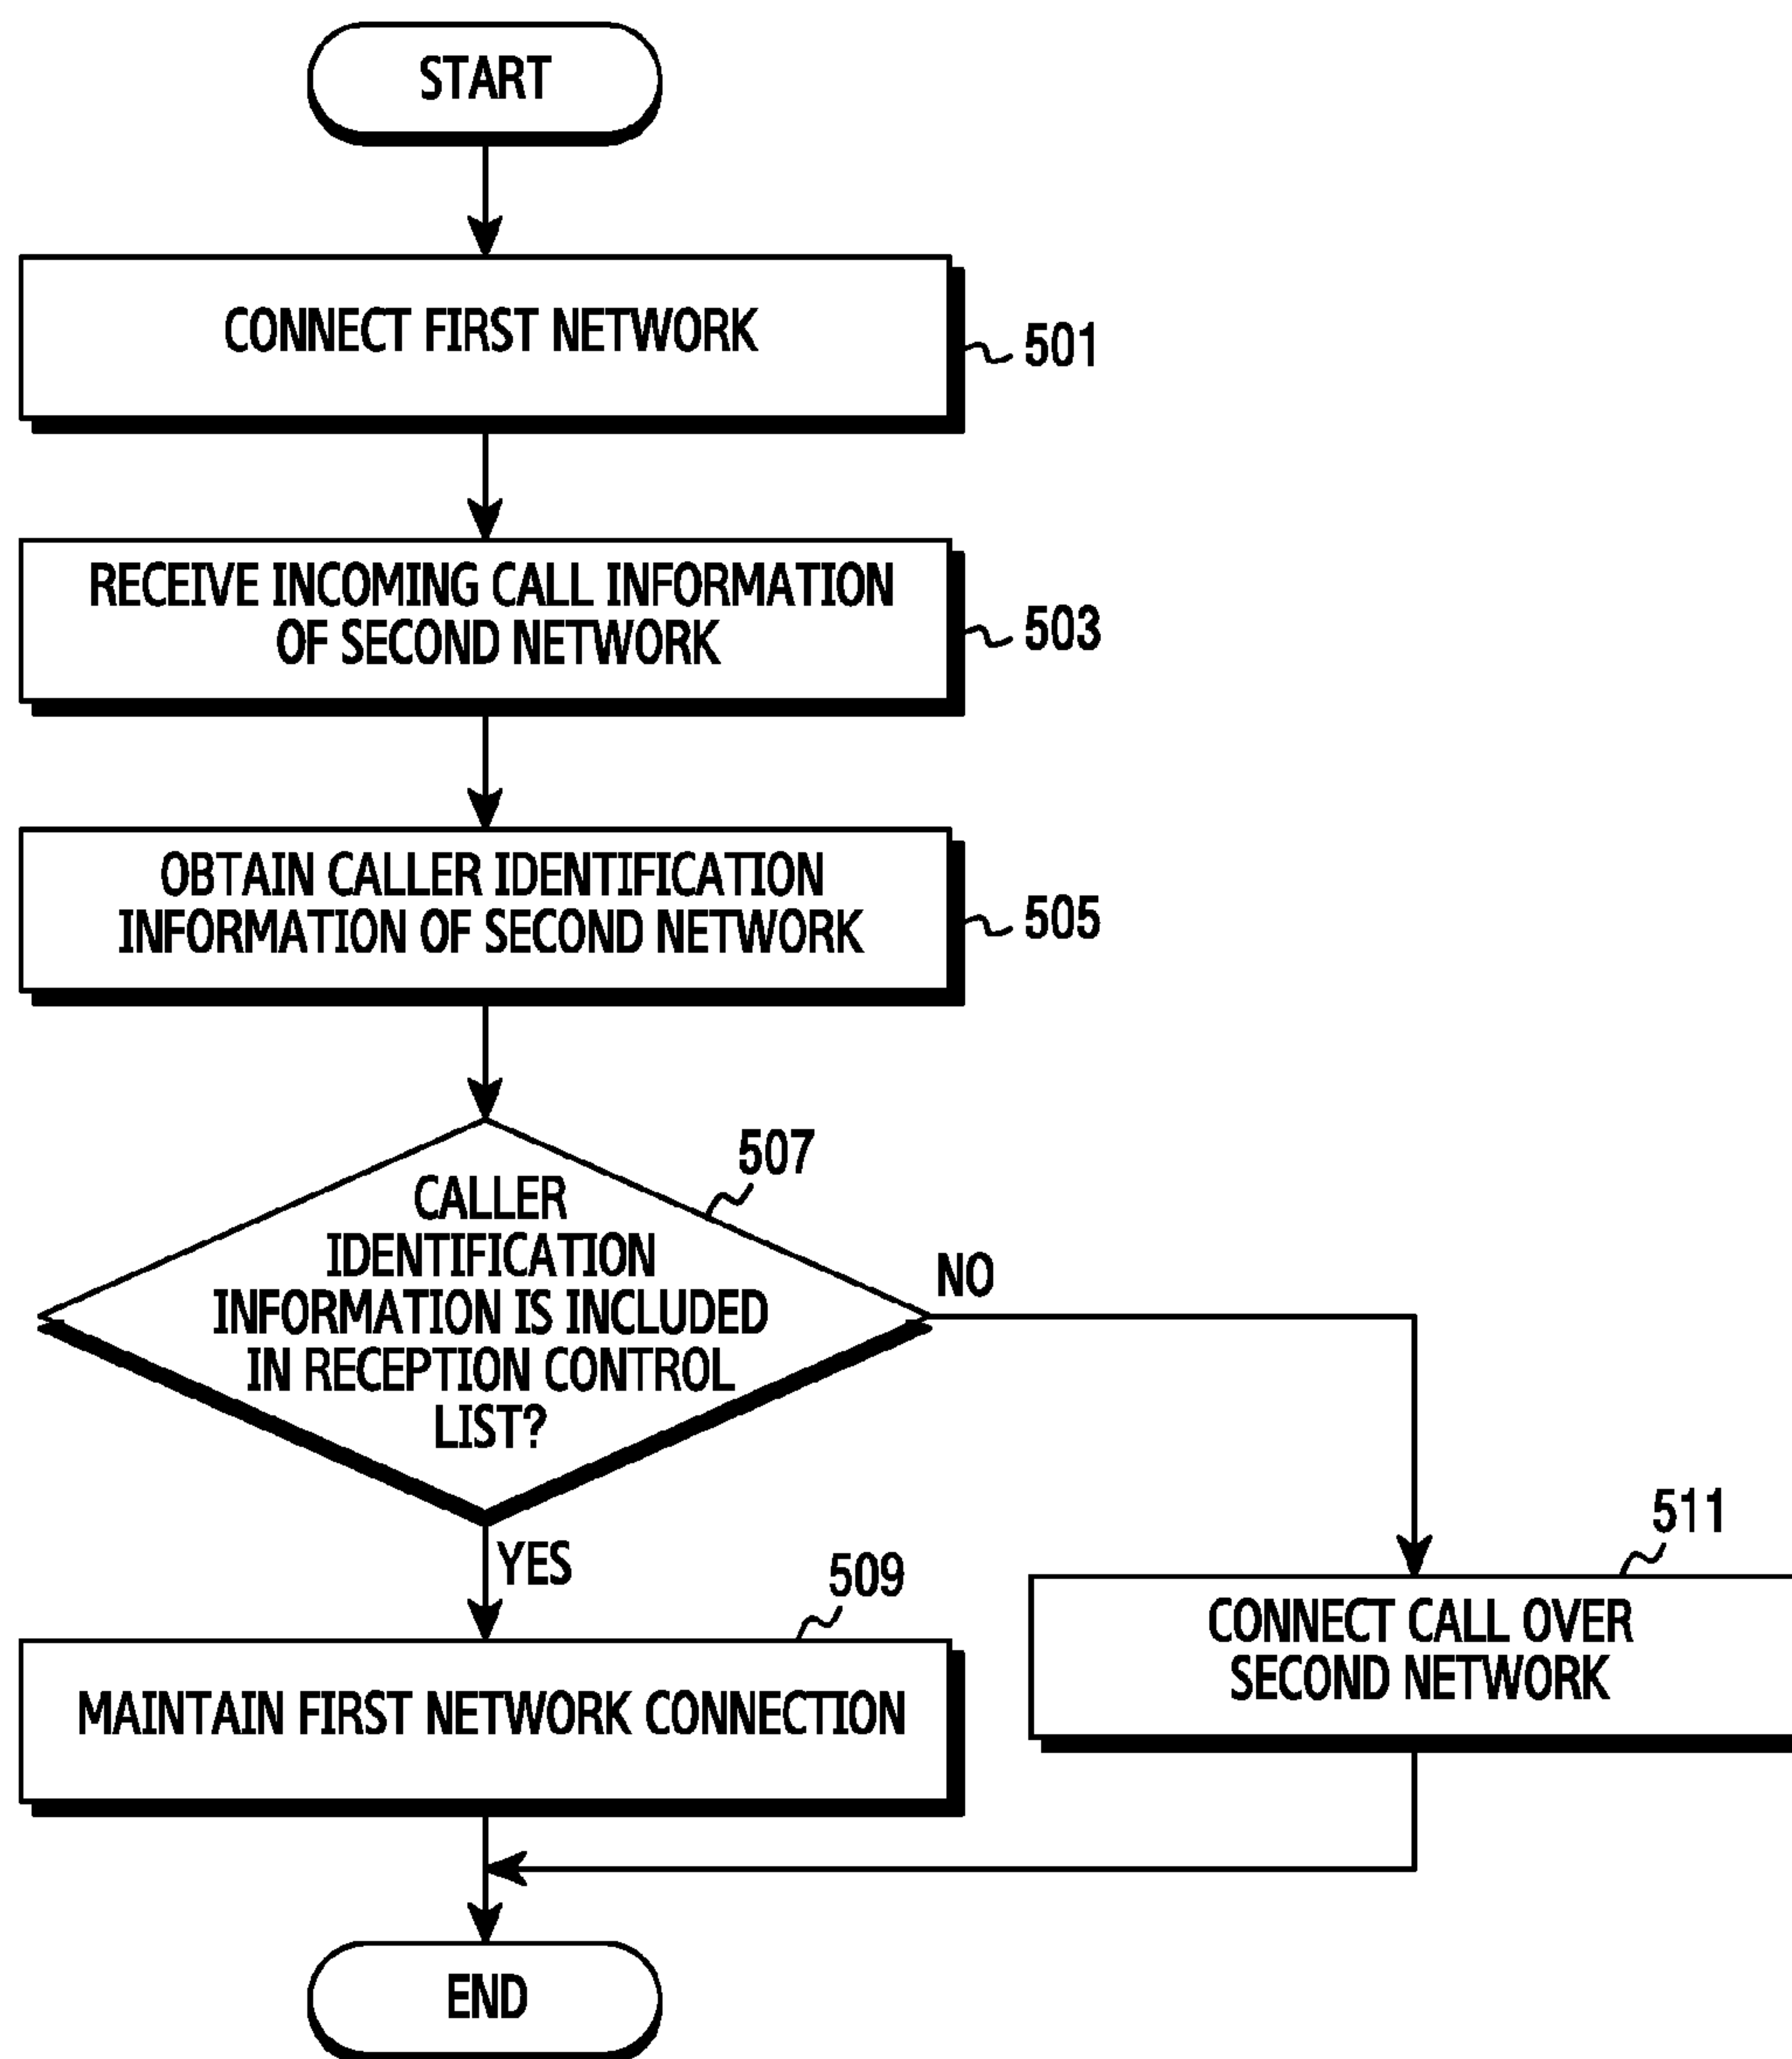 START
CONNECT FIRST NETWORK
501
RECEIVE INCOMING CALL INFORMATION
OF SECOND NETWORK
503
OBTAIN CALLER IDENTIFICATION
INFORMATION OF SECOND NETWORK
505
507
CALLER
IDENTIFICATION
INFORMATION IS INCLUDED
IN RECEPTION CONTROL
LIST?
NO
YES
509
MAINTAIN FIRST NETWORK CONNECTION
511
CONNECT CALL OVER
SECOND NETWORK
END